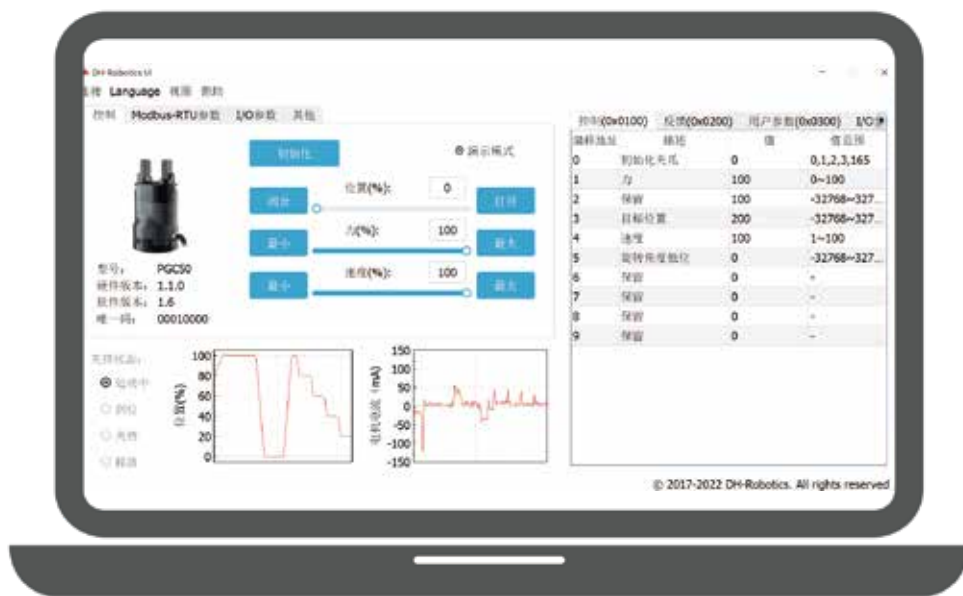 DH-Robotics UI
连接 Language 视图 帮助
控制 Modbus-RTU参数 I/O参数 其他
初始化
演示模式
位置(%):
0
闭合
打开
力(%):
100
最小
最大
速度(%):
100
最小
最大
型号: PGC50
硬件版本: 1.1.0
软件版本: 1.6
唯一码: 00010000
夹持状态:
运动中
到位
夹持
掉落
位置(%)
100
80
60
40
20
0
电机电流 (mA)
150
100
50
0
-50
-100
-150
控制(0x0100) 反馈(0x0200) 用户参数(0x0300) I/O
偏移地址 描述 值 值范围
0 初始化夹爪 0 0,1,2,3,165
1 力 100 0~100
2 保留 100 -32768~327...
3 目标位置 200 -32768~327...
4 速度 100 1~100
5 旋转角度低位 0 -32768~327...
6 保留 0 -
7 保留 0 -
8 保留 0 -
9 保留 0 -
© 2017-2022 DH-Robotics. All rights reserved